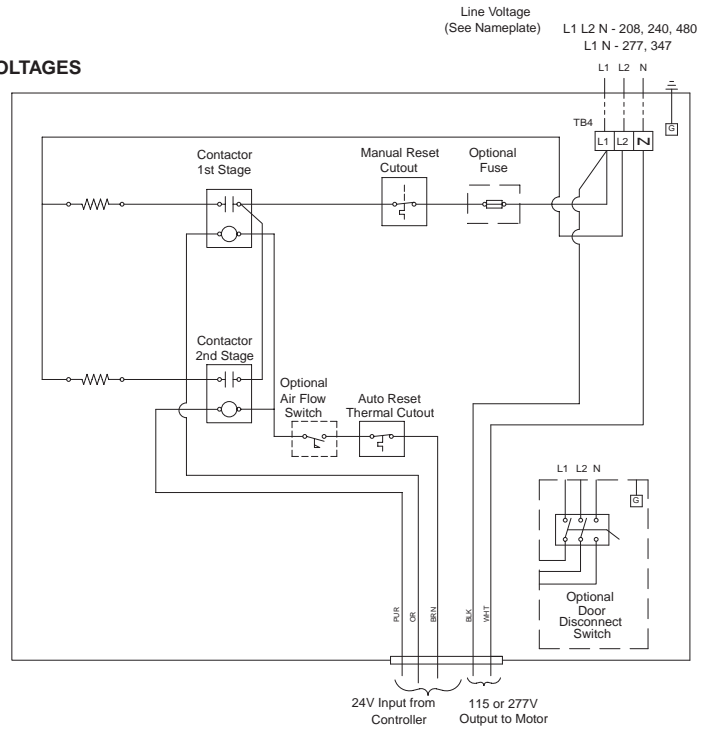 Line Voltage
(See Nameplate)
L1 L2 N - 208, 240, 480
L1 N - 277, 347
OLTAGES
L1 L2 N
TB4
L1 L2 N
G
Contactor
1st Stage
Manual Reset
Cutout
Optional
Fuse
Contactor
2nd Stage
Optional
Air Flow
Switch
Auto Reset
Thermal Cutout
L1 L2 N
G
Optional
Door
Disconnect
Switch
PUR
OR
BRN
BLK
WHT
24V Input from
Controller
115 or 277V
Output to Motor